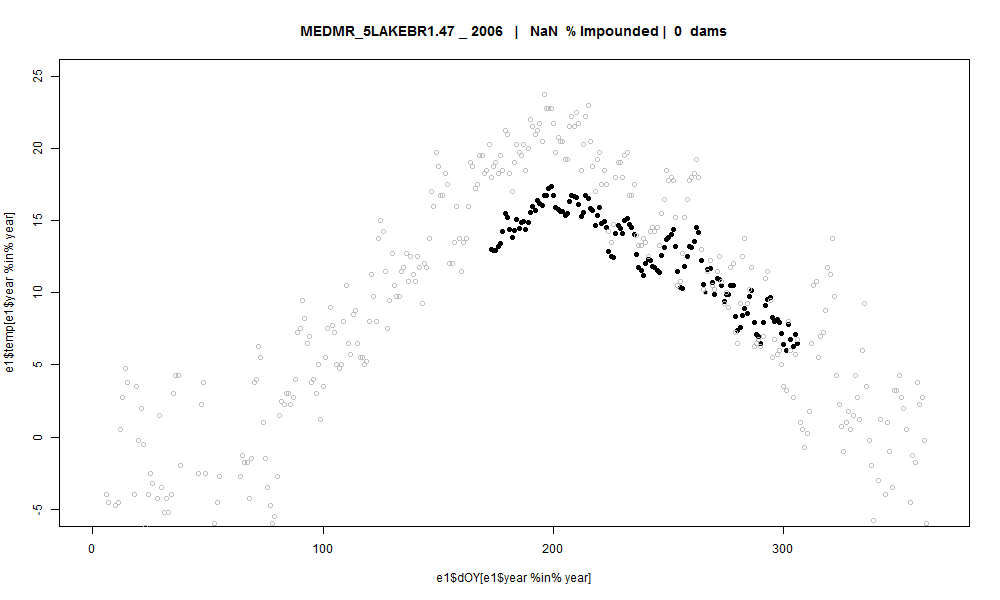 MEDMR_5LAKEBR1.47 _ 2006 | NaN % Impounded | 0 dams
25
20
15
10
5
0
-5
e1$temp[e1$year %in% year]
0 100 200 300
e1$dOY[e1$year %in% year]